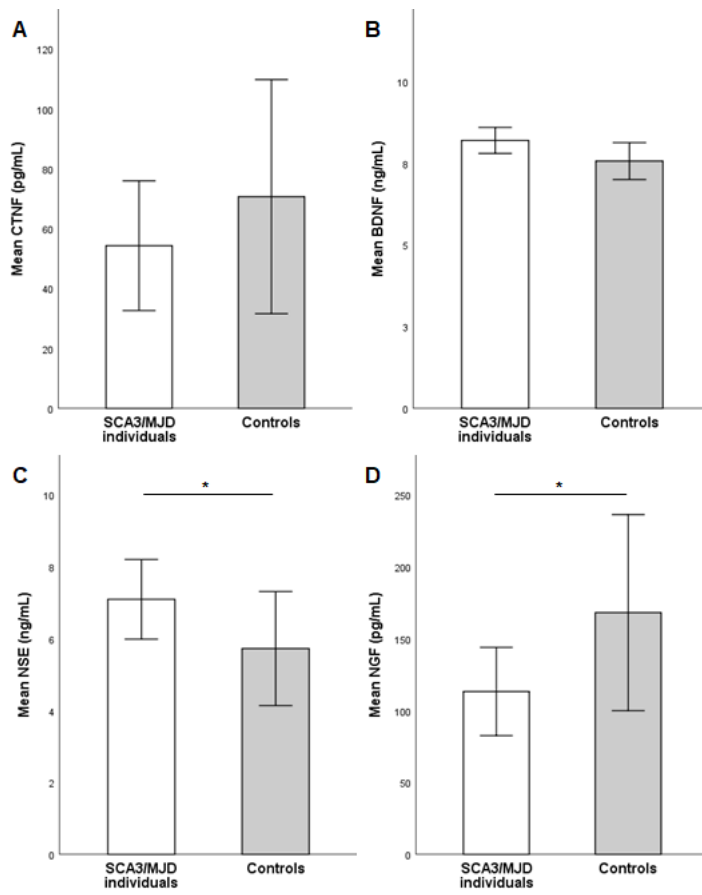 A
Mean CTNF (pg/mL)
120
100
80
60
40
20
0
SCA3/MJD
individuals
Controls
B
Mean BDNF (ng/mL)
10
8
5
3
0
SCA3/MJD
individuals
Controls
C
Mean NSE (ng/mL)
10
8
6
4
2
0
*
SCA3/MJD
individuals
Controls
D
Mean NGF (pg/mL)
250
200
150
100
50
0
*
SCA3/MJD
individuals
Controls